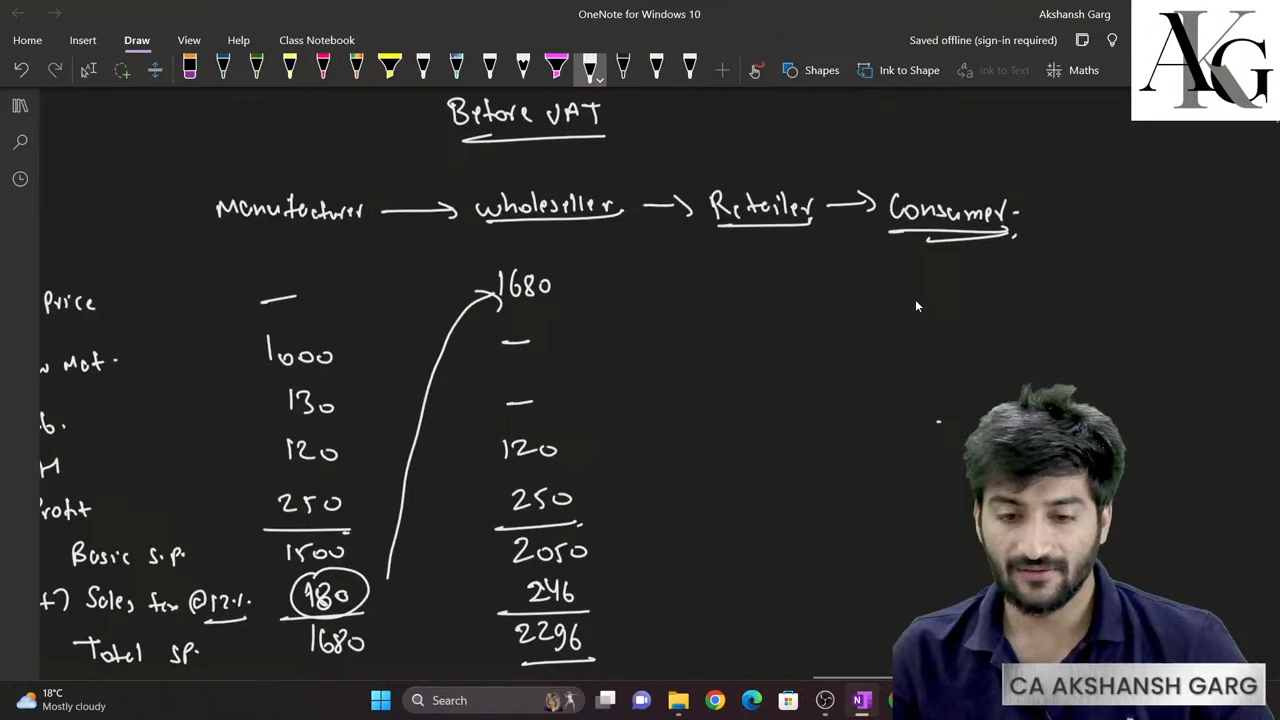 OneNote for Windows 10
Akshansh Garg
Home Insert Draw View Help Class Notebook
Saved offline (sign-in required)
Shapes Ink to Shape Ink to Text Maths
AKG
Before VAT
Manufacturer → wholeseller → Retailer → Consumer.
Price — 1680
w Mat. 1000 —
b. 130 —
H 120 120
Profit 250 250
Basic S.P. 1500 2050
+) Sales tax @12%. 180 246
Total SP. 1680 2296
CA AKSHANSH GARG
18°C
Mostly cloudy
Search